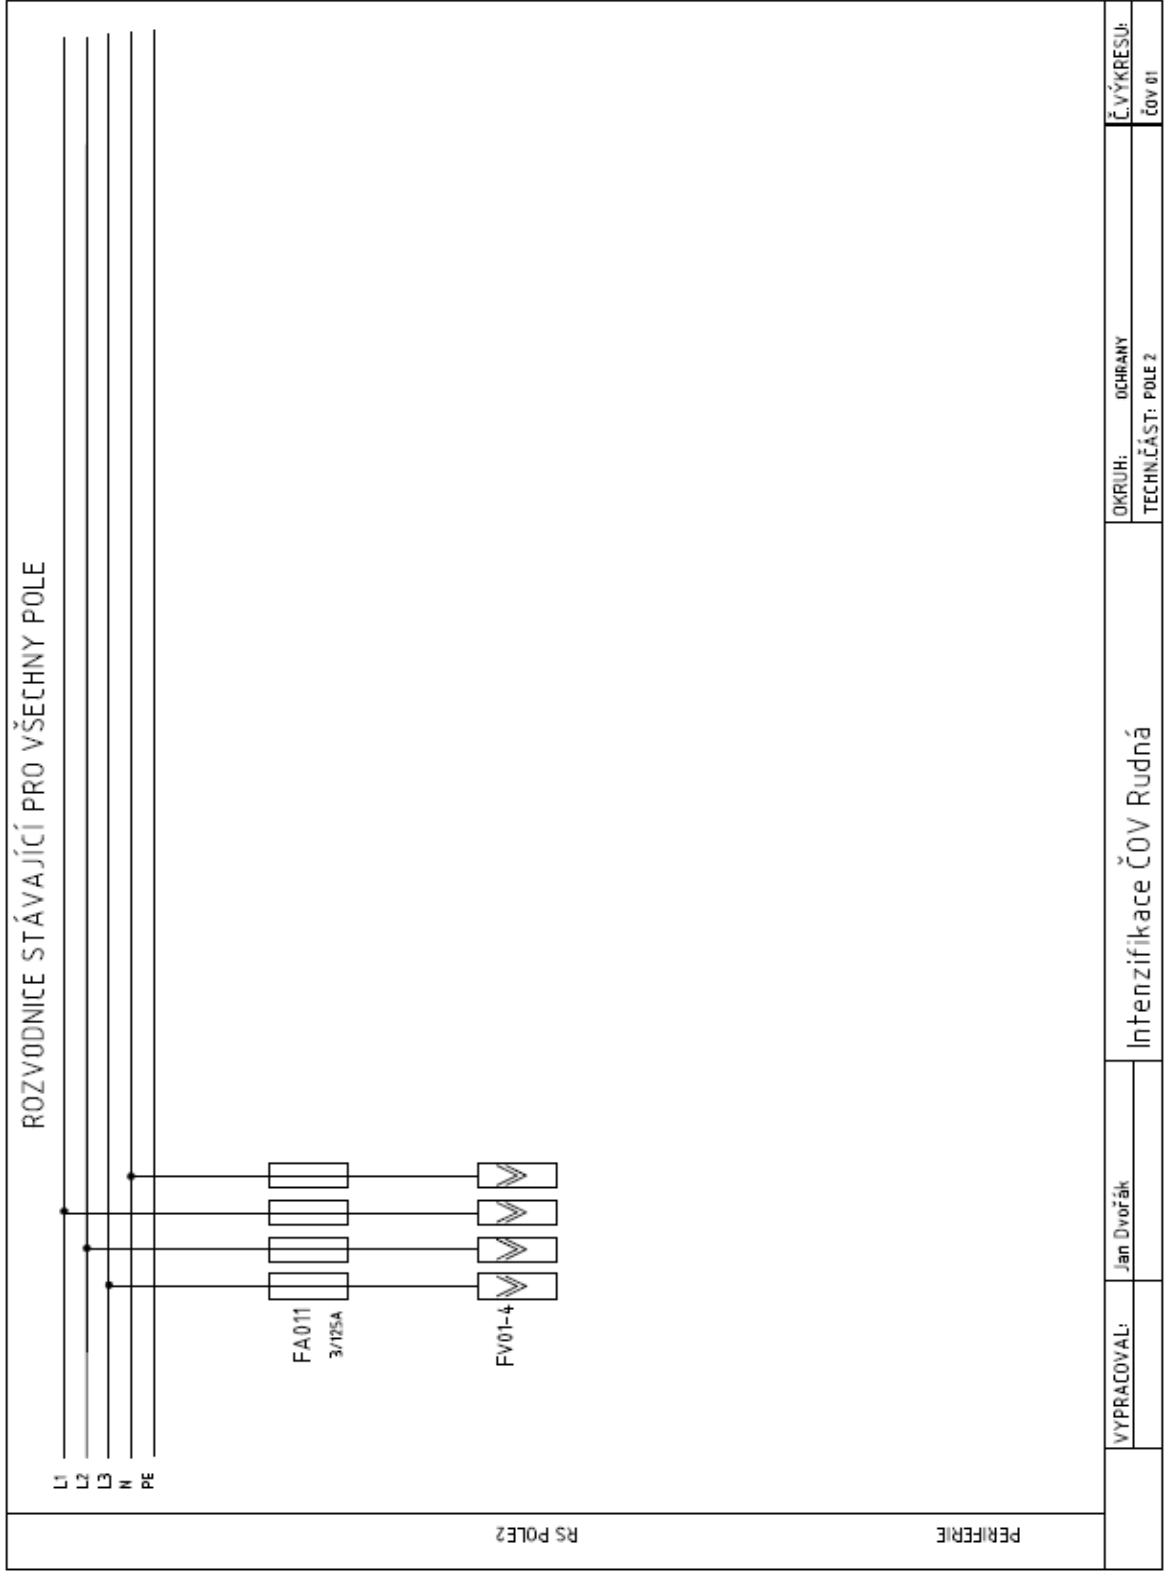 ROZVODNICE STÁVAJÍCÍ PRO VŠECHNY POLE
L1
L2
L3
N
PE
FA011
3/125A
FV01-4
RS POLE2
PERIFERIE
VYPRACOVAL:
Jan Dvořák
Intenzifikace ČOV Rudná
OKRUH: OCHRANY
TECHN.ČÁST: POLE 2
Č.VÝKRESU:
ČOV 01